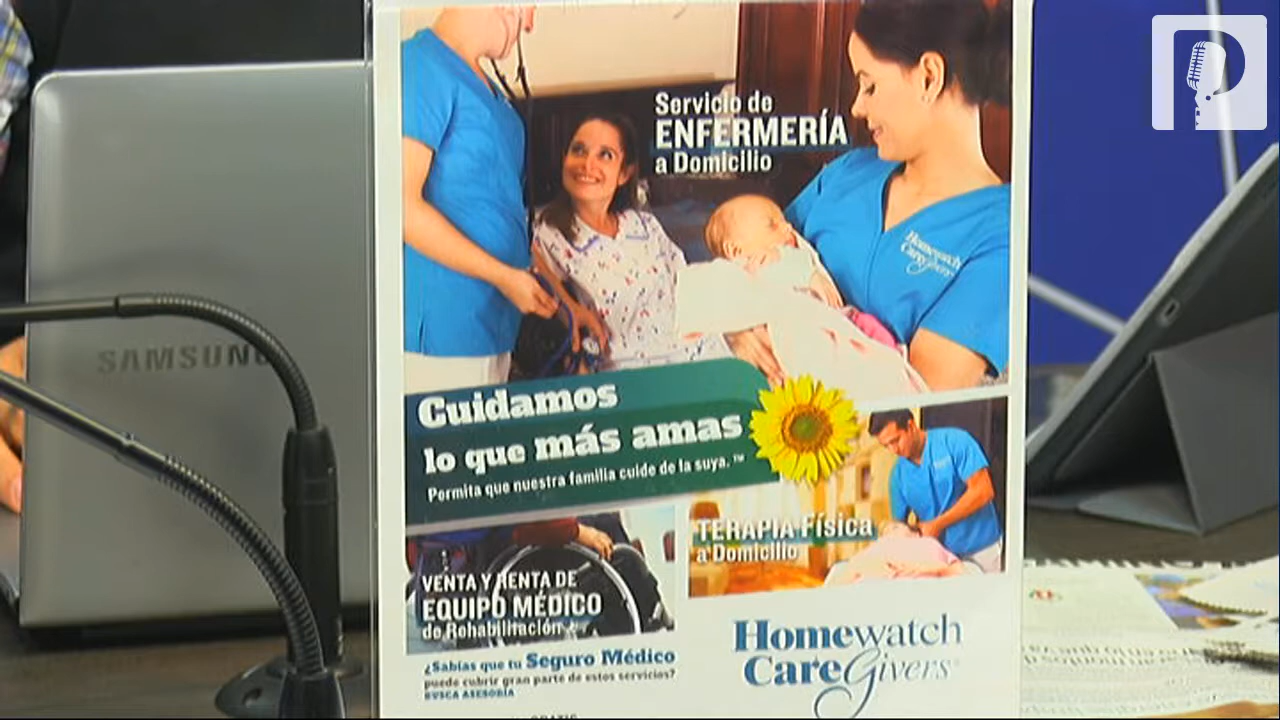 Servicio de
ENFERMERÍA
a Domicilio
Homewatch
CareGivers
SAMSUNG
Cuidamos
lo que más amas
Permita que nuestra familia cuide de la suya.™
TERAPIA Física
a Domicilio
VENTA Y RENTA DE
EQUIPO MÉDICO
de Rehabilitación
Homewatch
CareGivers
¿Sabías que tu Seguro Médico
puede cubrir gran parte de estos servicios?
BUSCA ASESORÍA